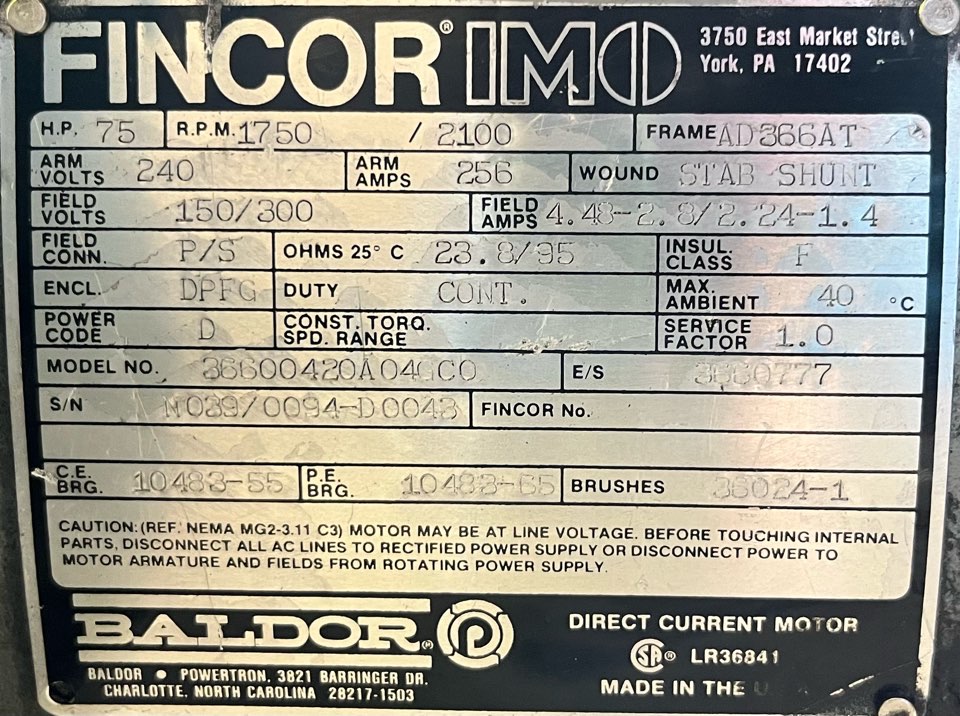 FINCOR® IMO
3750 East Market Street
York, PA 17402
H.P. 75 R.P.M. 1750 / 2100 FRAME AD366AT
ARM VOLTS 240 ARM AMPS 256 WOUND STAB SHUNT
FIELD VOLTS 150/300 FIELD AMPS 4.48-2.8/2.24-1.4
FIELD CONN. P/S OHMS 25° C 23.8/95 INSUL. CLASS F
ENCL. DPFG DUTY CONT. MAX. AMBIENT 40 °C
POWER CODE D CONST. TORQ. SPD. RANGE SERVICE FACTOR 1.0
MODEL NO. 36600420A04GC0 E/S
S/N N039/0094-D0043 FINCOR No.
C.E. BRG. 10483-55 P.E. BRG. BRUSHES 36024-1
CAUTION: (REF: NEMA MG2-3.11 C3) MOTOR MAY BE AT LINE VOLTAGE. BEFORE TOUCHING INTERNAL
PARTS, DISCONNECT ALL AC LINES TO RECTIFIED POWER SUPPLY OR DISCONNECT POWER TO
MOTOR ARMATURE AND FIELDS FROM ROTATING POWER SUPPLY.
BALDOR®
BALDOR • POWERTRON, 3821 BARRINGER DR.
CHARLOTTE, NORTH CAROLINA 28217-1503
DIRECT CURRENT MOTOR
SA® LR36841
MADE IN THE U